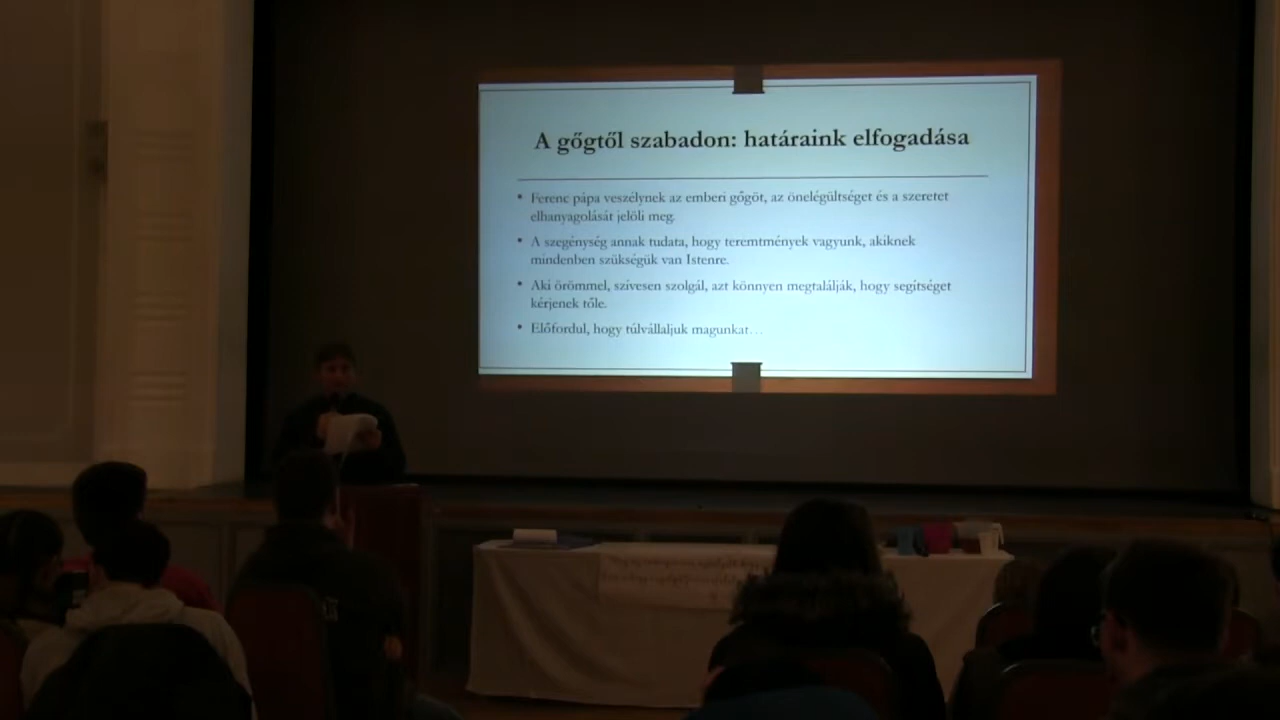 A gőgtől szabadon: határaink elfogadása
• Ferenc pápa veszélynek az emberi gőgöt, az önelégültséget és a szeretet
elhanyagolását jelöli meg.
• A szegénység annak tudata, hogy teremtmények vagyunk, akiknek
mindenben szükségük van Istenre.
• Aki örömmel, szívesen szolgál, azt könnyen megtalálják, hogy segítséget
kérjenek tőle.
• Előfordul, hogy túlvállaljuk magunkat…